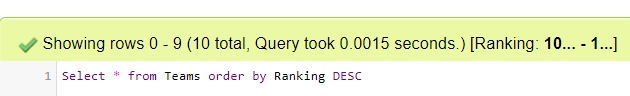 Showing rows 0 - 9 (10 total, Query took 0.0015 seconds.) [Ranking: 10... - 1...]
1 Select * from Teams order by Ranking DESC